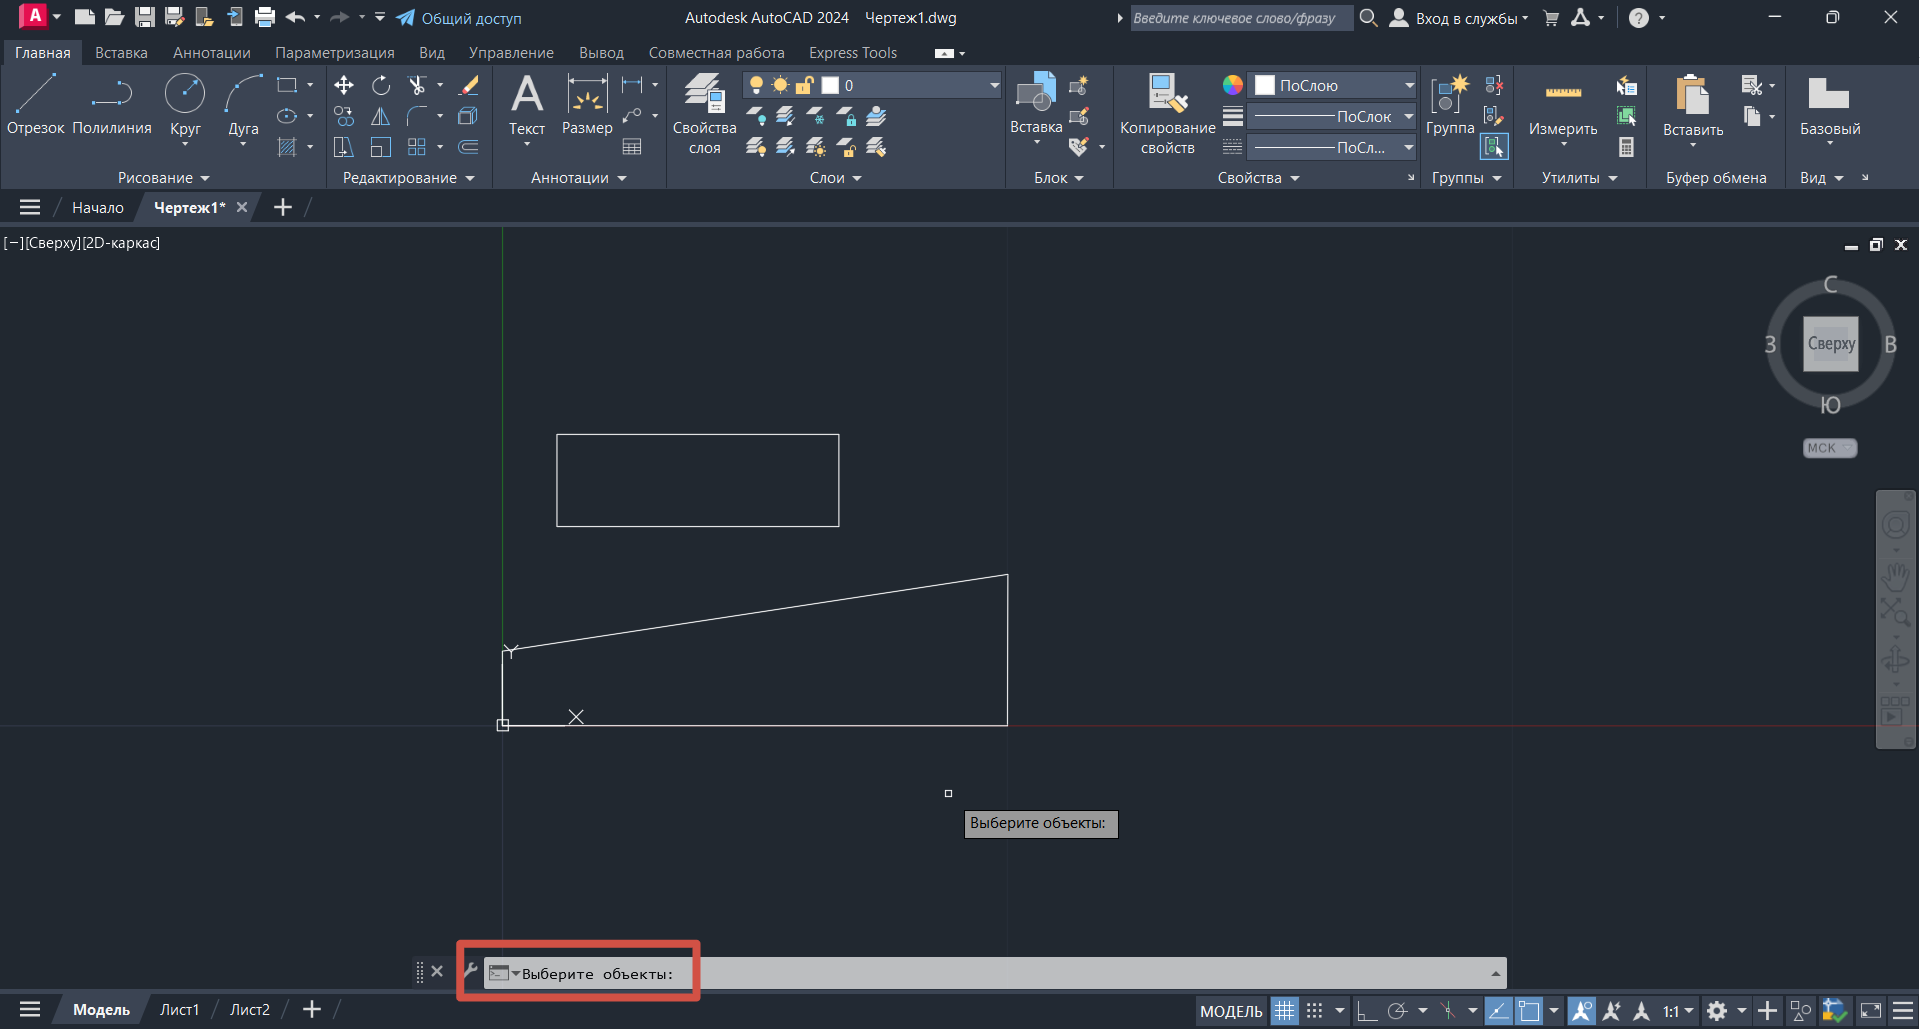 A
Общий доступ
Autodesk AutoCAD 2024 Чертеж1.dwg
Введите ключевое слово/фразу
Вход в службы
Главная Вставка Аннотации Параметризация Вид Управление Вывод Совместная работа Express Tools
Отрезок Полилиния Круг Дуга
Рисование
Редактирование
Текст Размер
Аннотации
Свойства слоя
0
Слои
Вставка
Блок
Копирование свойств
ПоСлою
ПоСлок
ПоСл...
Свойства
Группа
Группы
Измерить
Утилиты
Вставить
Буфер обмена
Базовый
Вид
Начало Чертеж1*
[−][Сверху][2D-каркас]
С
З Сверху В
Ю
МСК
Y
X
Выберите объекты:
Выберите объекты:
Модель Лист1 Лист2
МОДЕЛЬ
1:1